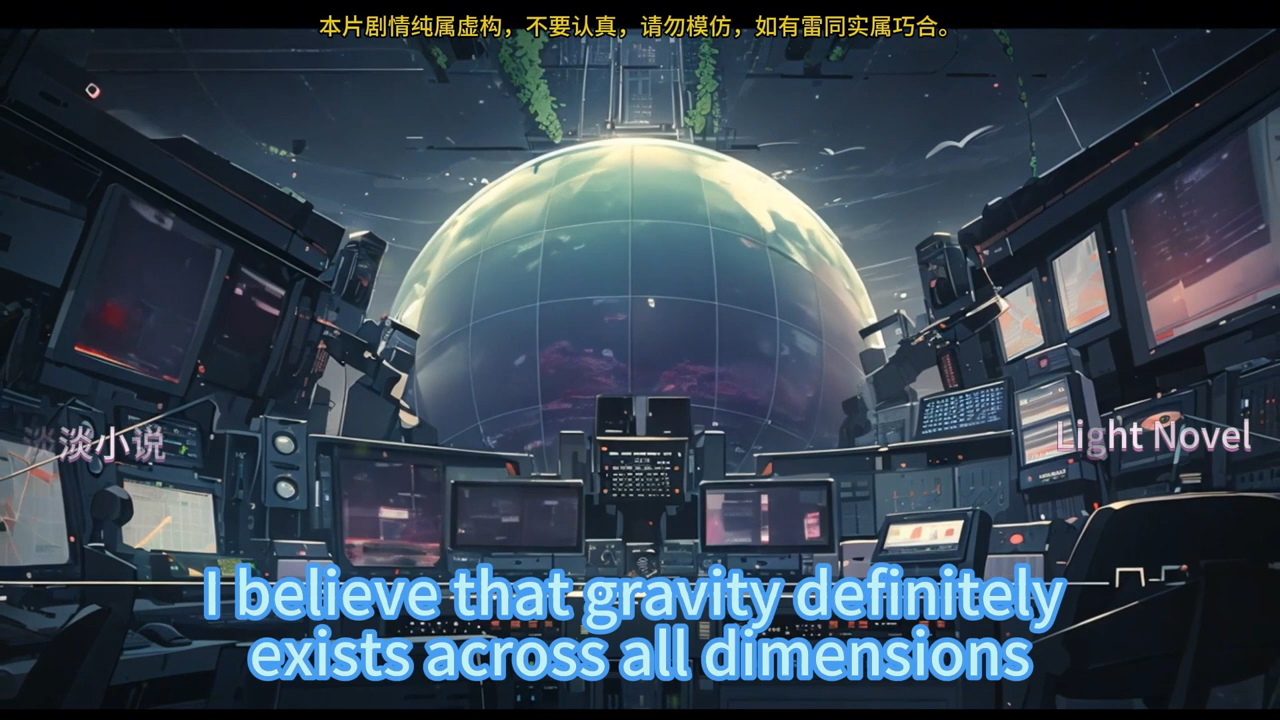 本片剧情纯属虚构，不要认真，请勿模仿，如有雷同实属巧合。
淡淡小说
Light Novel
I believe that gravity definitely
exists across all dimensions